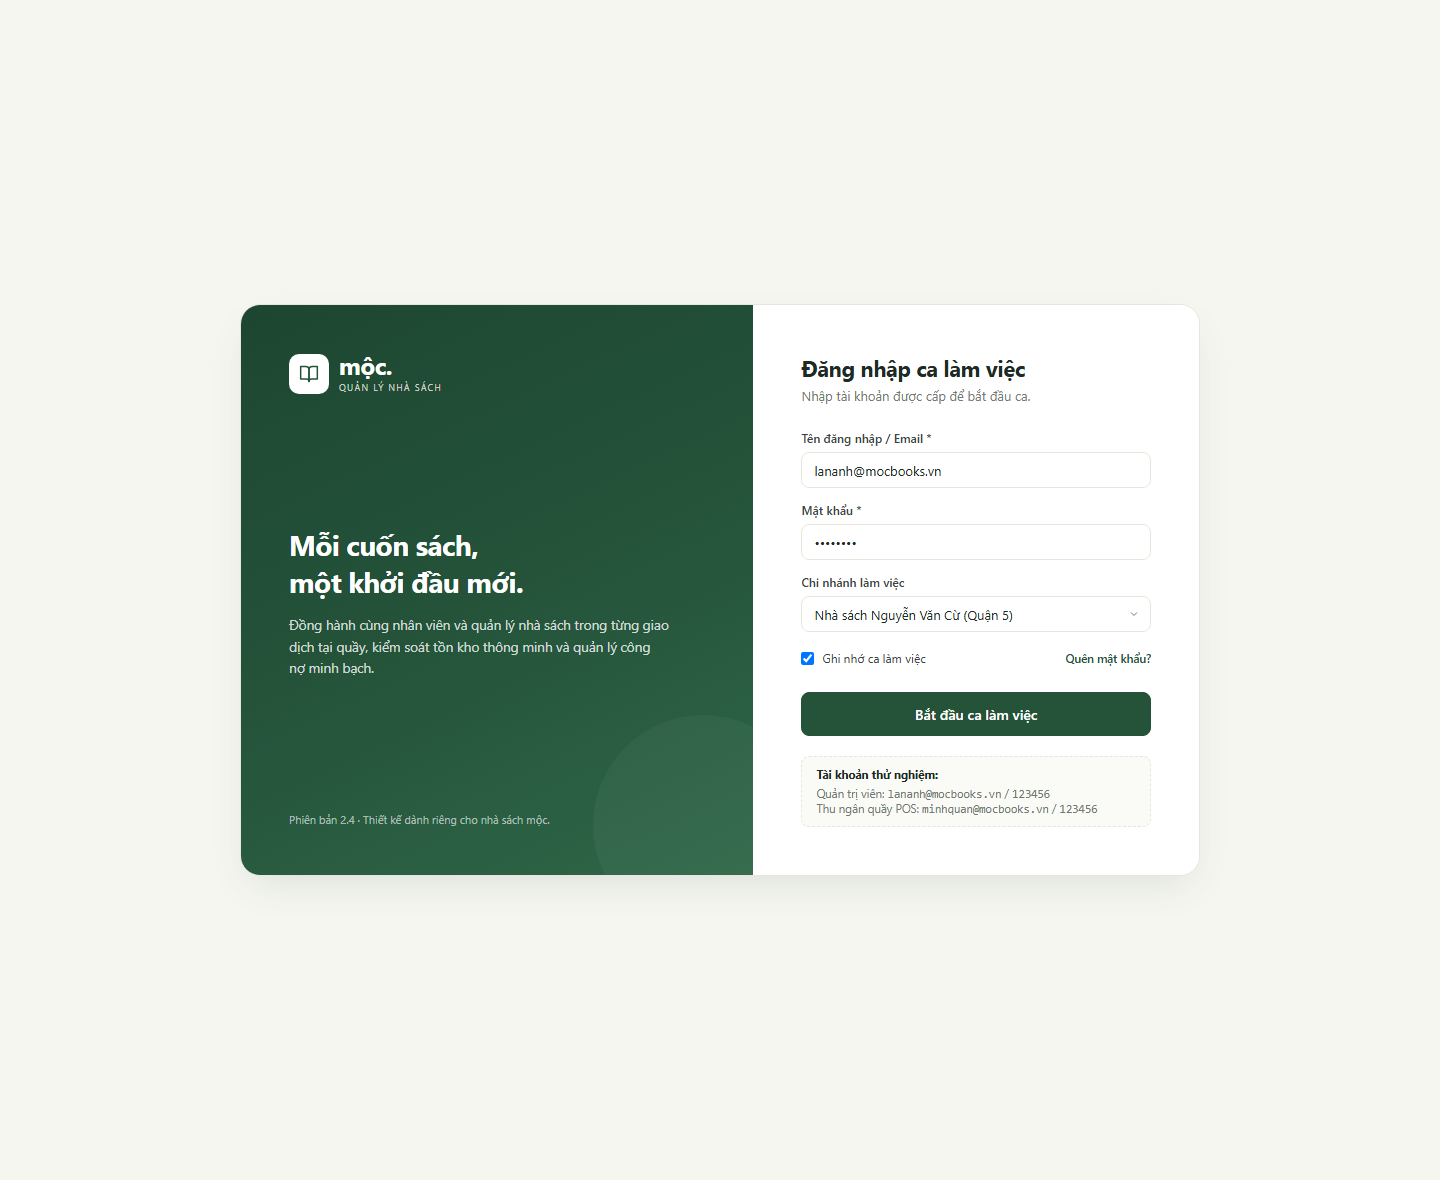 mộc.
QUẢN LÝ NHÀ SÁCH
Mỗi cuốn sách,
một khởi đầu mới.
Đồng hành cùng nhân viên và quản lý nhà sách trong từng giao
dịch tại quầy, kiểm soát tồn kho thông minh và quản lý công
nợ minh bạch.
Phiên bản 2.4 · Thiết kế dành riêng cho nhà sách mộc.
Đăng nhập ca làm việc
Nhập tài khoản được cấp để bắt đầu ca.
Tên đăng nhập / Email *
lananh@mocbooks.vn
Mật khẩu *
••••••••
Chi nhánh làm việc
Nhà sách Nguyễn Văn Cừ (Quận 5)
Ghi nhớ ca làm việc
Quên mật khẩu?
Bắt đầu ca làm việc
Tài khoản thử nghiệm:
Quản trị viên: lananh@mocbooks.vn / 123456
Thu ngân quầy POS: minhquan@mocbooks.vn / 123456